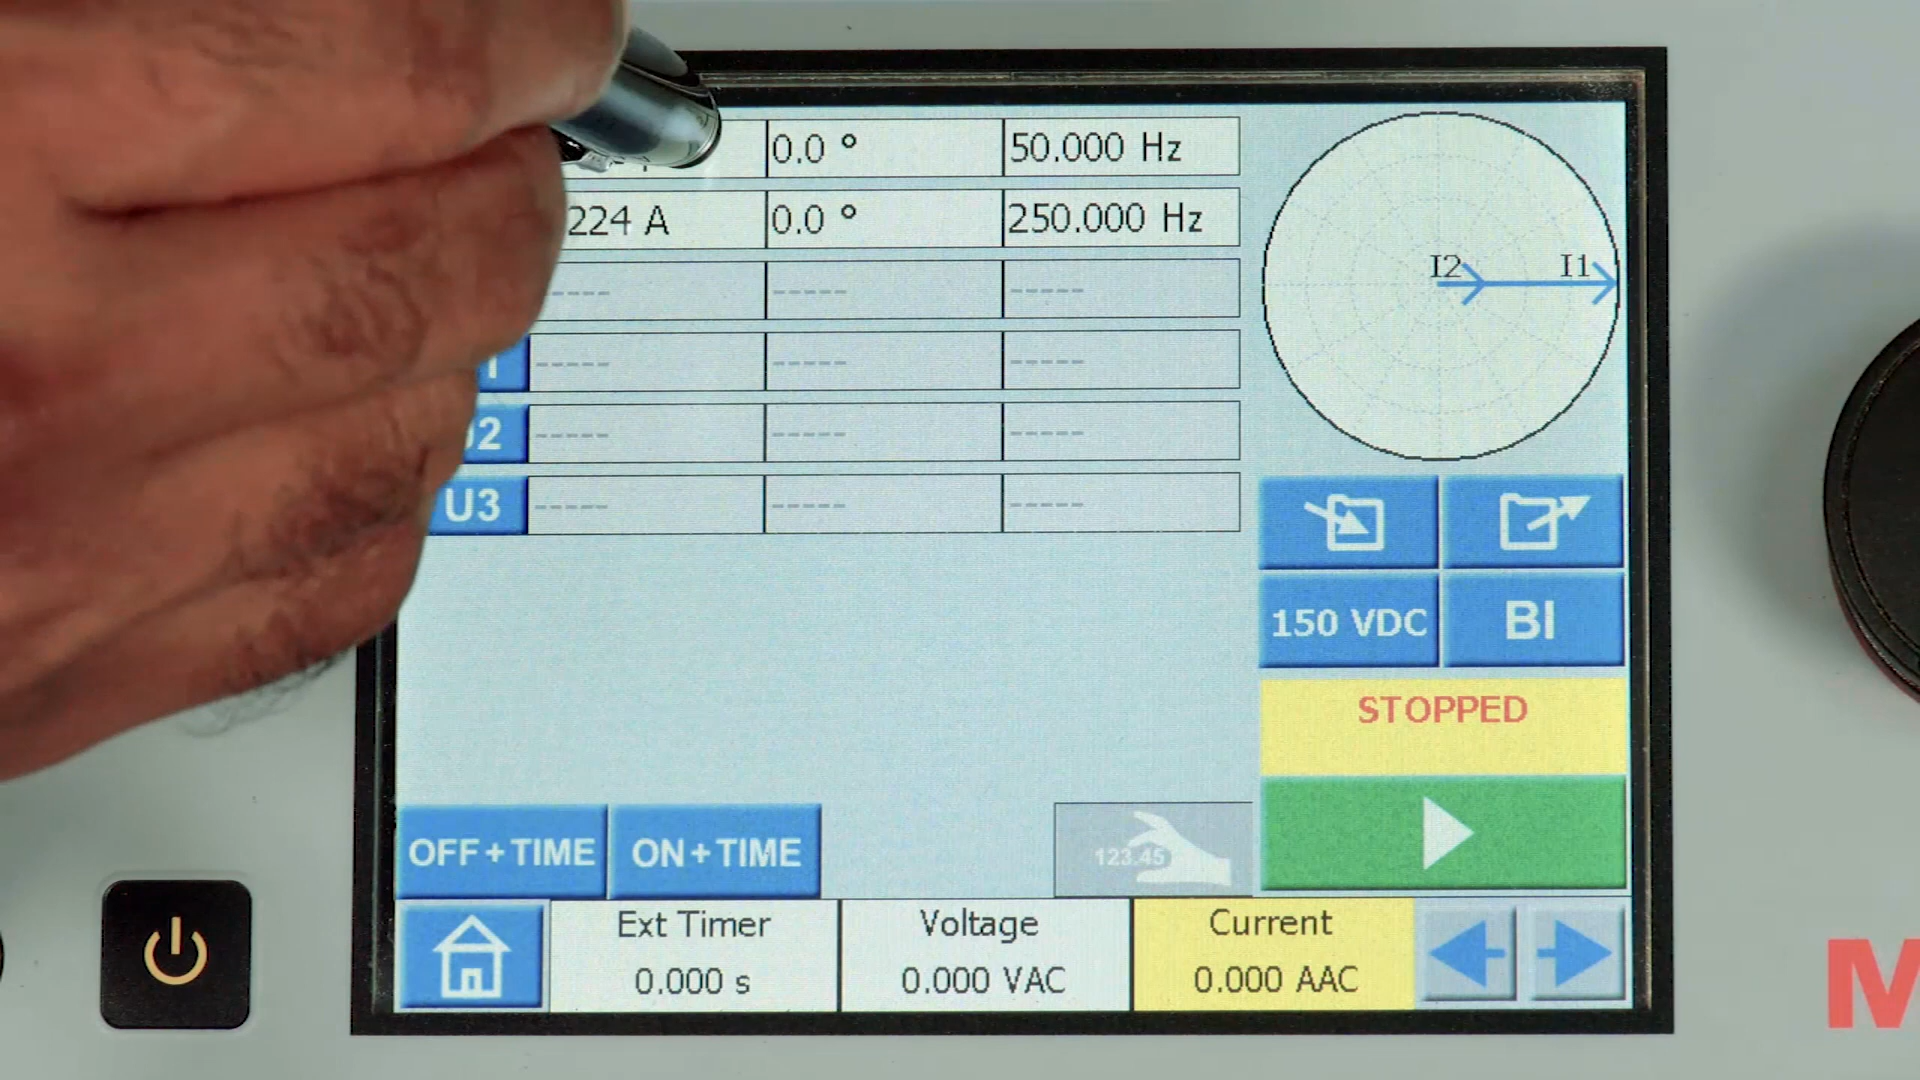 0.0 ° 50.000 Hz
224 A 0.0 ° 250.000 Hz
----- ----- -----
----- ----- -----
2 ----- ----- -----
U3 ----- ----- -----
I2 I1
150 VDC BI
STOPPED
OFF+TIME ON+TIME 123.45
Ext Timer Voltage Current
0.000 s 0.000 VAC 0.000 AAC
M